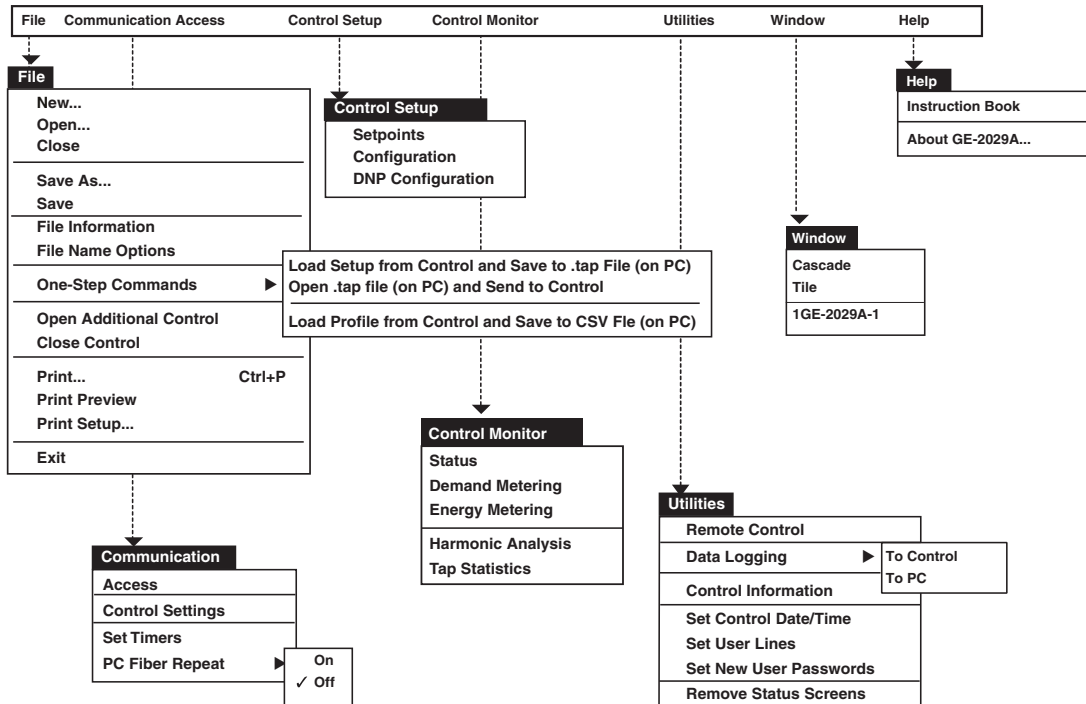 File Communication Access Control Setup Control Monitor Utilities Window Help
File
New...
Open...
Close
Save As...
Save
File Information
File Name Options
One-Step Commands ▶
Open Additional Control
Close Control
Print... Ctrl+P
Print Preview
Print Setup...
Exit
Load Setup from Control and Save to .tap File (on PC)
Open .tap file (on PC) and Send to Control
Load Profile from Control and Save to CSV Fle (on PC)
Communication
Access
Control Settings
Set Timers
PC Fiber Repeat ▶
On
✓ Off
Control Setup
Setpoints
Configuration
DNP Configuration
Control Monitor
Status
Demand Metering
Energy Metering
Harmonic Analysis
Tap Statistics
Utilities
Remote Control
Data Logging ▶
To Control
To PC
Control Information
Set Control Date/Time
Set User Lines
Set New User Passwords
Remove Status Screens
Window
Cascade
Tile
1GE-2029A-1
Help
Instruction Book
About GE-2029A...